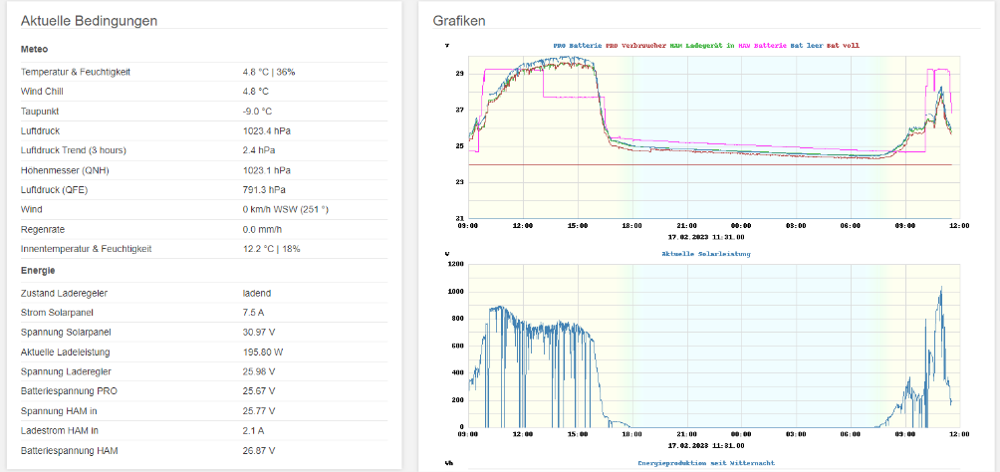 Aktuelle Bedingungen
Meteo
Temperatur & Feuchtigkeit 4.8 °C | 36%
Wind Chill 4.8 °C
Taupunkt -9.0 °C
Luftdruck 1023.4 hPa
Luftdruck Trend (3 hours) 2.4 hPa
Höhenmesser (QNH) 1023.1 hPa
Luftdruck (QFE) 791.3 hPa
Wind 0 km/h WSW (251 °)
Regenrate 0.0 mm/h
Innentemperatur & Feuchtigkeit 12.2 °C | 18%
Energie
Zustand Laderegeler ladend
Strom Solarpanel 7.5 A
Spannung Solarpanel 30.97 V
Aktuelle Ladeleistung 195.80 W
Spannung Laderegler 25.98 V
Batteriespannung PRO 25.67 V
Spannung HAM in 25.77 V
Ladestrom HAM in 2.1 A
Batteriespannung HAM 26.87 V
Grafiken
V
PRO Batterie PRO Verbraucher HAM Ladegerät in HAM Batterie Bat leer Bat voll
29
27
25
23
21
09:00 12:00 15:00 18:00 21:00 00:00 03:00 06:00 09:00 12:00
17.02.2023 11:31.00
W
Aktuelle Solarleistung
1200
1000
800
600
400
200
0
09:00 12:00 15:00 18:00 21:00 00:00 03:00 06:00 09:00 12:00
17.02.2023 11:31.00
Wh
Energieproduktion seit Mitternacht